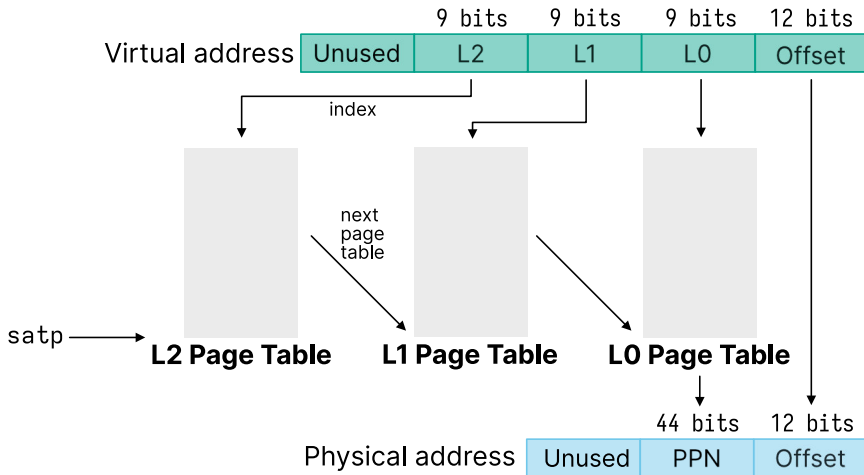 9 bits 9 bits 9 bits 12 bits
Virtual address Unused L2 L1 L0 Offset
index
next
page
table
satp
L2 Page Table L1 Page Table L0 Page Table
44 bits 12 bits
Physical address Unused PPN Offset